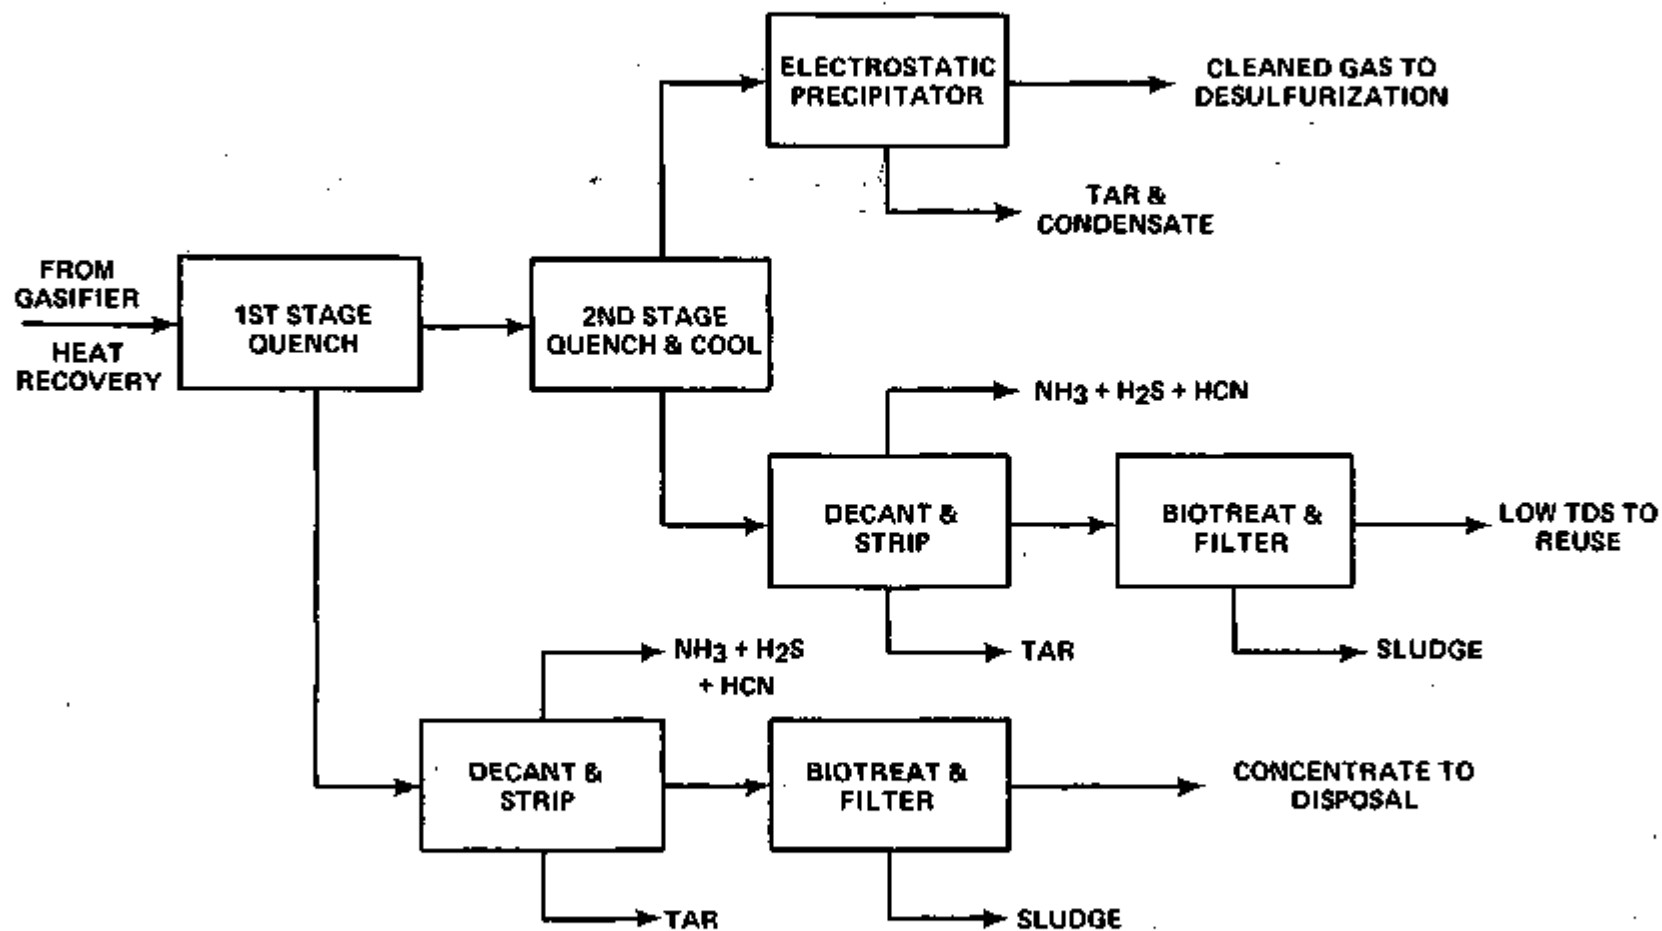 ELECTROSTATIC
PRECIPITATOR
CLEANED GAS TO
DESULFURIZATION
TAR &
CONDENSATE
FROM
GASIFIER
HEAT
RECOVERY
1ST STAGE
QUENCH
2ND STAGE
QUENCH & COOL
NH3 + H2S + HCN
DECANT &
STRIP
BIOTREAT &
FILTER
LOW TDS TO
REUSE
TAR
SLUDGE
NH3 + H2S
+ HCN
DECANT &
STRIP
BIOTREAT &
FILTER
CONCENTRATE TO
DISPOSAL
TAR
SLUDGE